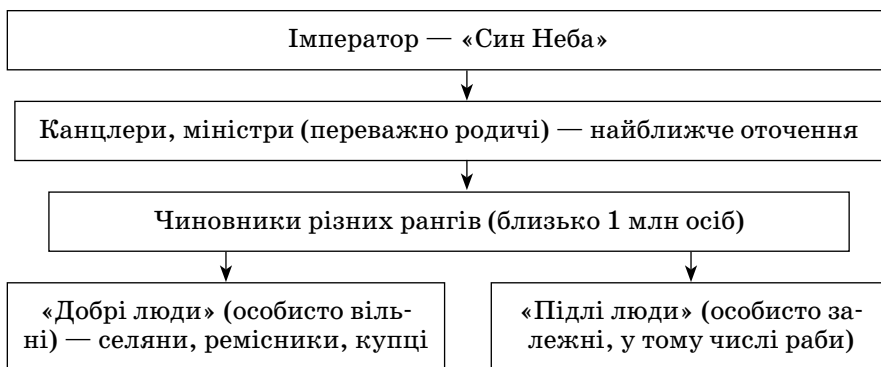 Імператор — «Син Неба»
Канцлери, міністри (переважно родичі) — найближче оточення
Чиновники різних рангів (близько 1 млн осіб)
«Добрі люди» (особисто віль-
ні) — селяни, ремісники, купці
«Підлі люди» (особисто за-
лежні, у тому числі раби)